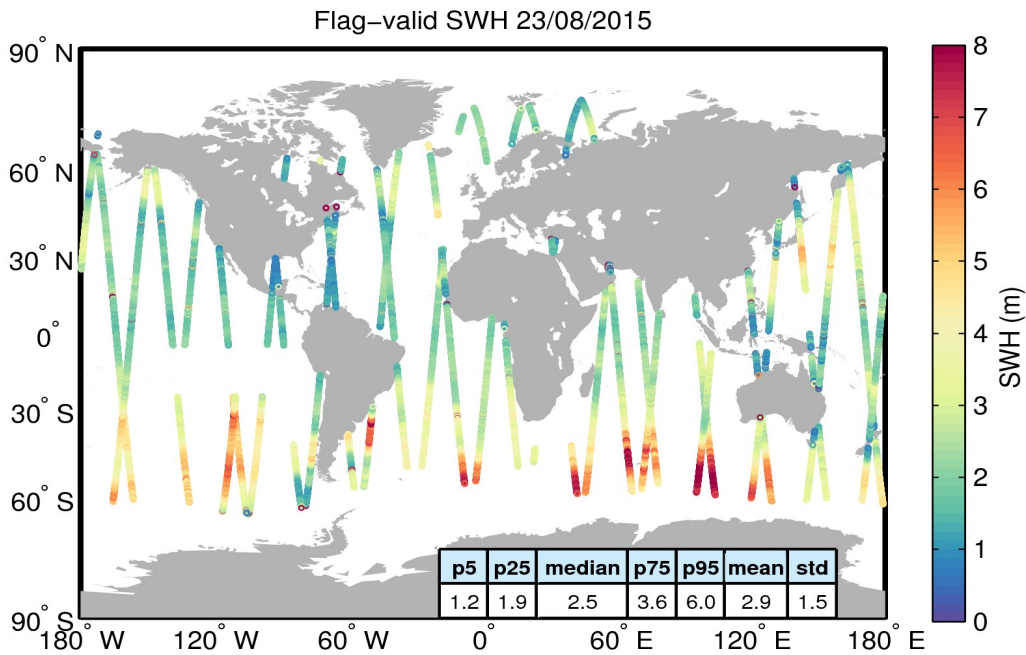 Flag−valid SWH 23/08/2015
90° N
60° N
30° N
0°
30° S
60° S
90° S
180° W
120° W
60° W
0°
60° E
120° E
180° E
p5 p25 median p75 p95 mean std
1.2 1.9 2.5 3.6 6.0 2.9 1.5
8
7
6
5
4
3
2
1
0
SWH (m)